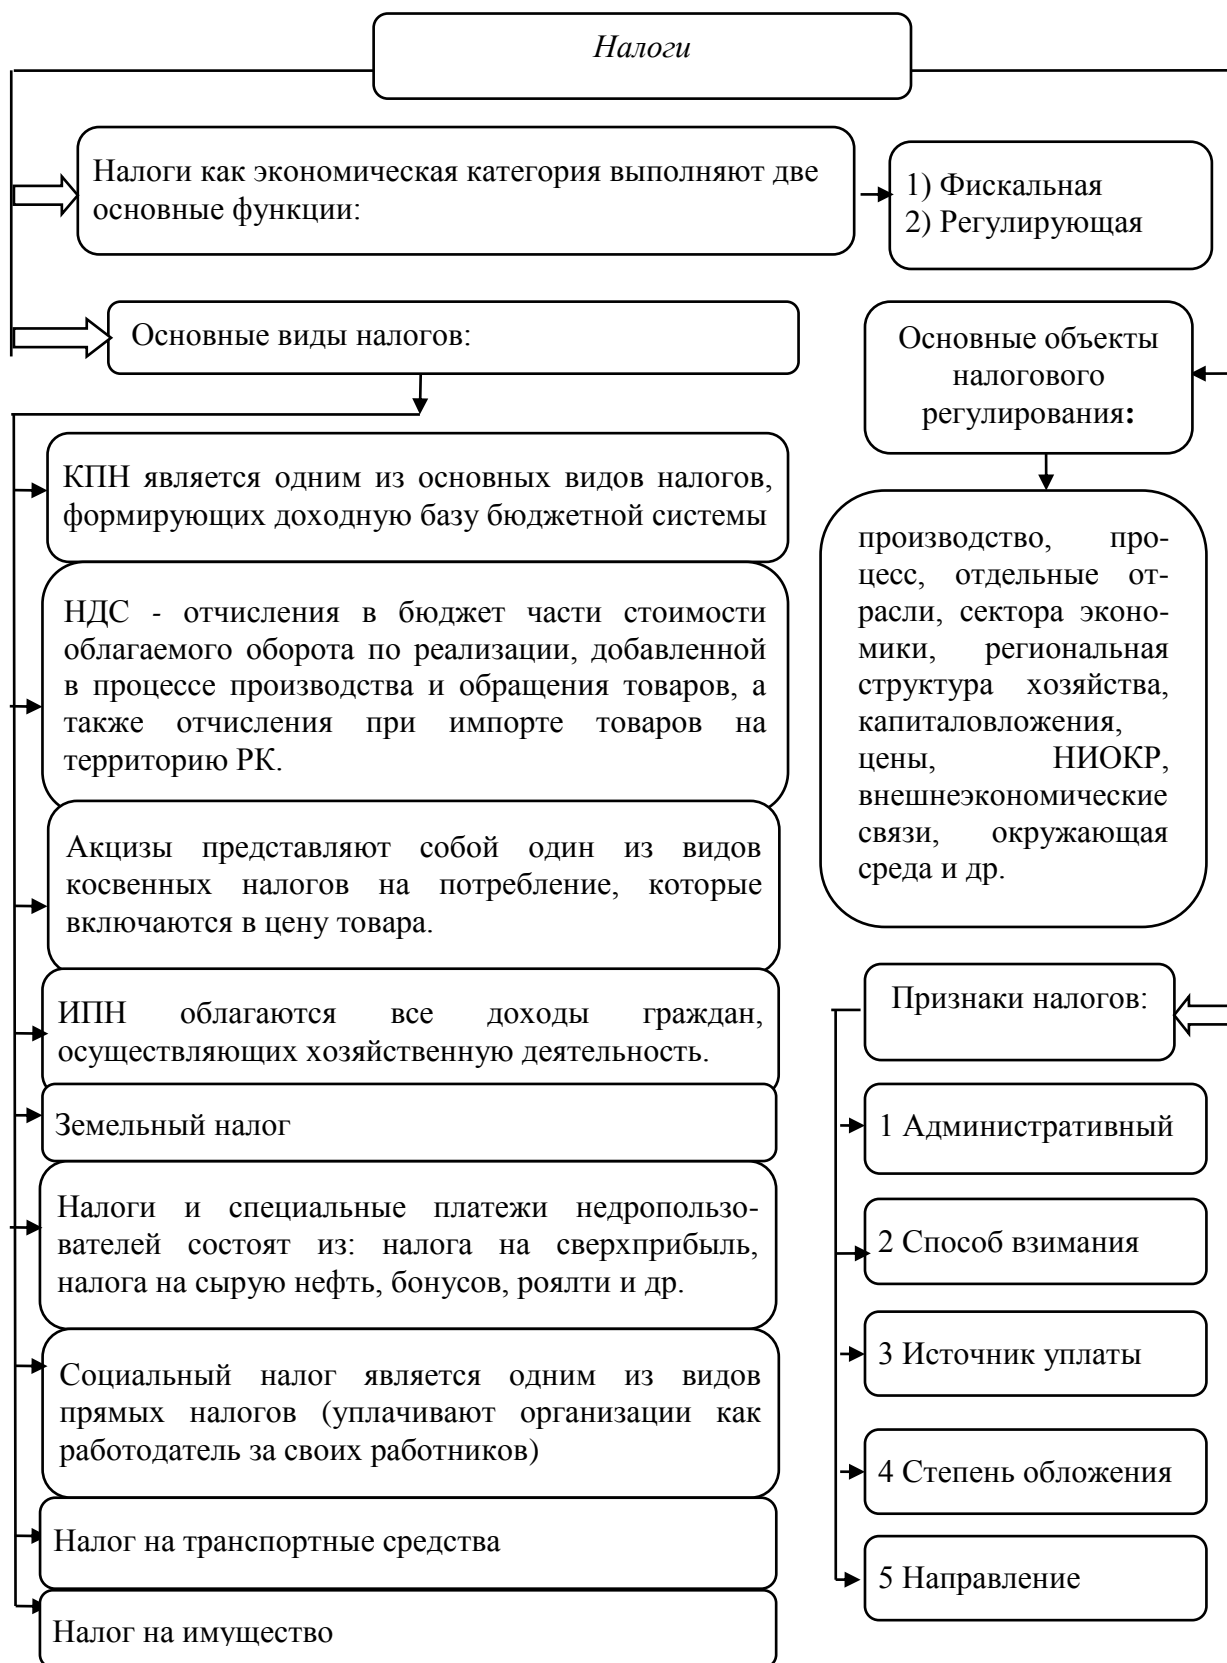 Налоги
Налоги как экономическая категория выполняют две
основные функции:
1) Фискальная
2) Регулирующая
Основные виды налогов:
КПН является одним из основных видов налогов,
формирующих доходную базу бюджетной системы
НДС - отчисления в бюджет части стоимости
облагаемого оборота по реализации, добавленной
в процессе производства и обращения товаров, а
также отчисления при импорте товаров на
территорию РК.
Акцизы представляют собой один из видов
косвенных налогов на потребление, которые
включаются в цену товара.
ИПН облагаются все доходы граждан,
осуществляющих хозяйственную деятельность.
Земельный налог
Налоги и специальные платежи недропользо-
вателей состоят из: налога на сверхприбыль,
налога на сырую нефть, бонусов, роялти и др.
Социальный налог является одним из видов
прямых налогов (уплачивают организации как
работодатель за своих работников)
Налог на транспортные средства
Налог на имущество
Основные объекты
налогового
регулирования:
производство, про-
цесс, отдельные от-
расли, сектора эконо-
мики, региональная
структура хозяйства,
капиталовложения,
цены, НИОКР,
внешнеэкономические
связи, окружающая
среда и др.
Признаки налогов:
1 Административный
2 Способ взимания
3 Источник уплаты
4 Степень обложения
5 Направление